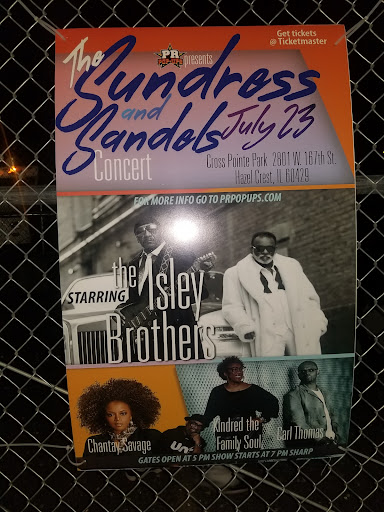 Get tickets
@ Ticketmaster
PR
presents
The
Sundress
and
Sandels
July 23
Concert
Cross Pointe Park 2801 W. 167th St.
Hazel Crest, IL 60429
FOR MORE INFO GO TO PRPOPUPS.COM
STARRING
the
Isley
Brothers
Chantay Savage
Kindred the
Family Soul
Carl Thomas
GATES OPEN AT 5 PM SHOW STARTS AT 7 PM SHARP